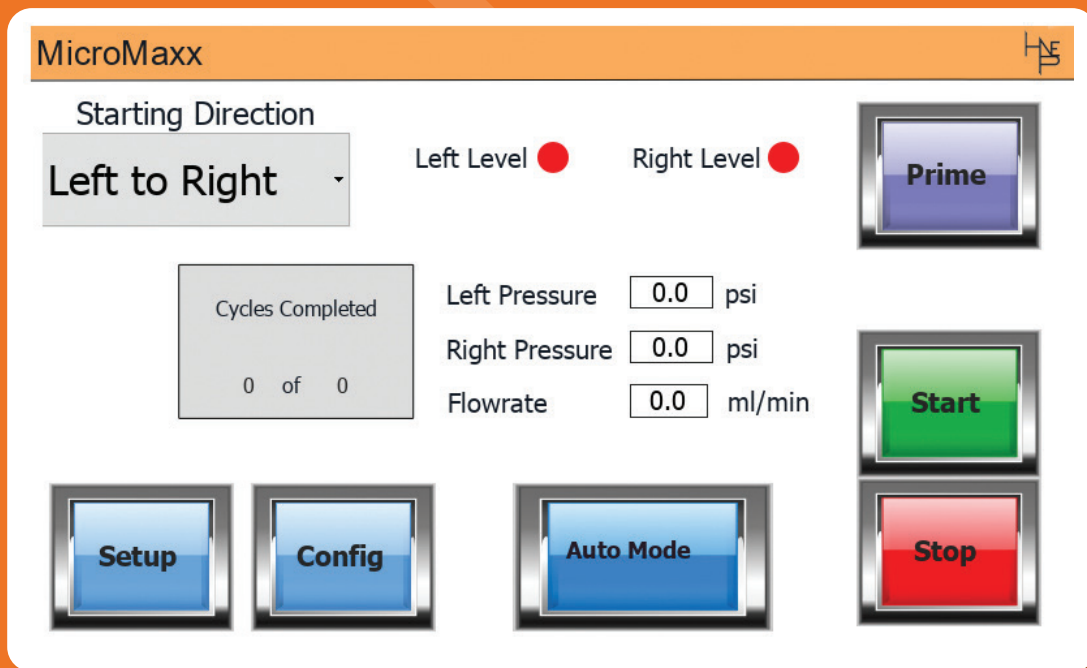 MicroMaxx
Starting Direction
Left to Right
Left Level
Right Level
Prime
Cycles Completed
0 of 0
Left Pressure 0.0 psi
Right Pressure 0.0 psi
Flowrate 0.0 ml/min
Start
Setup
Config
Auto Mode
Stop